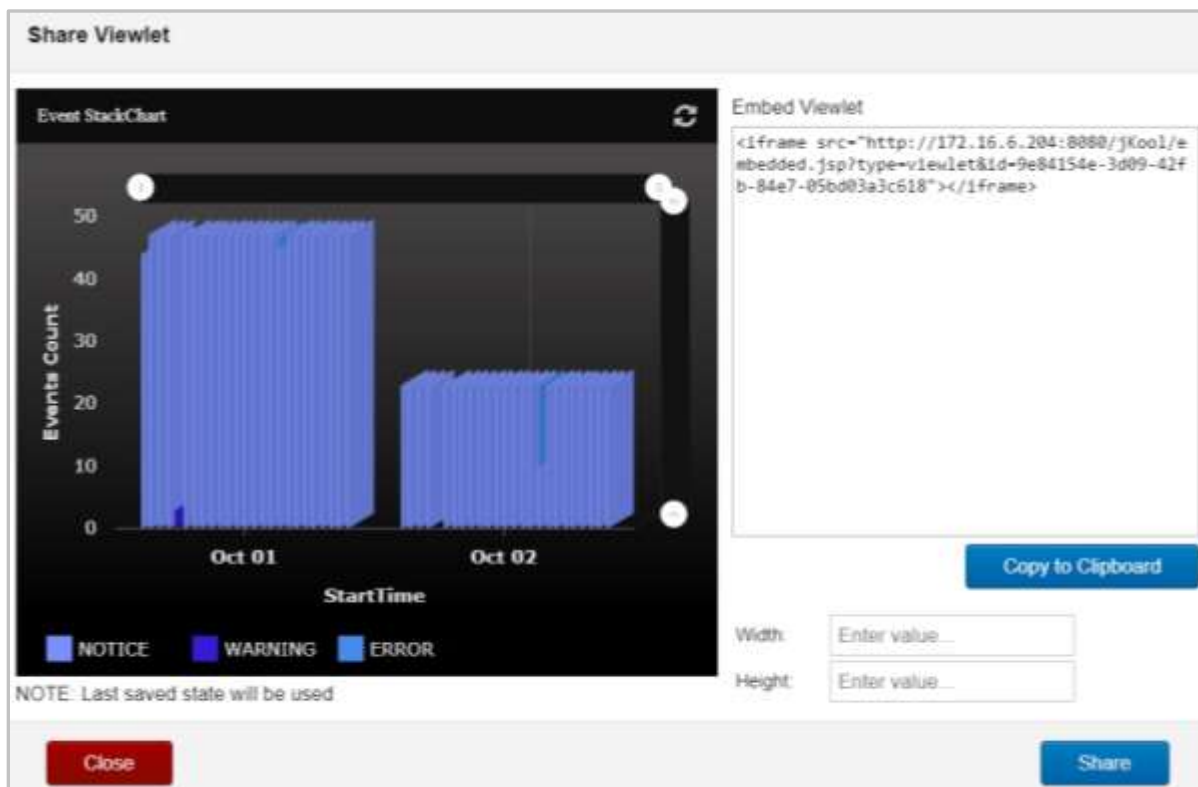 Share Viewlet
Event StackChart
Embed Viewlet
<iframe src="http://172.16.6.204:8080/jKool/e
mbedded.jsp?type=viewlet&id=9e84154e-3d09-42f
b-84e7-05bd03a3c618"></iframe>
50
40
30
20
10
0
Events Count
Oct 01
Oct 02
StartTime
NOTICE
WARNING
ERROR
NOTE: Last saved state will be used
Copy to Clipboard
Width:
Enter value...
Height:
Enter value...
Close
Share